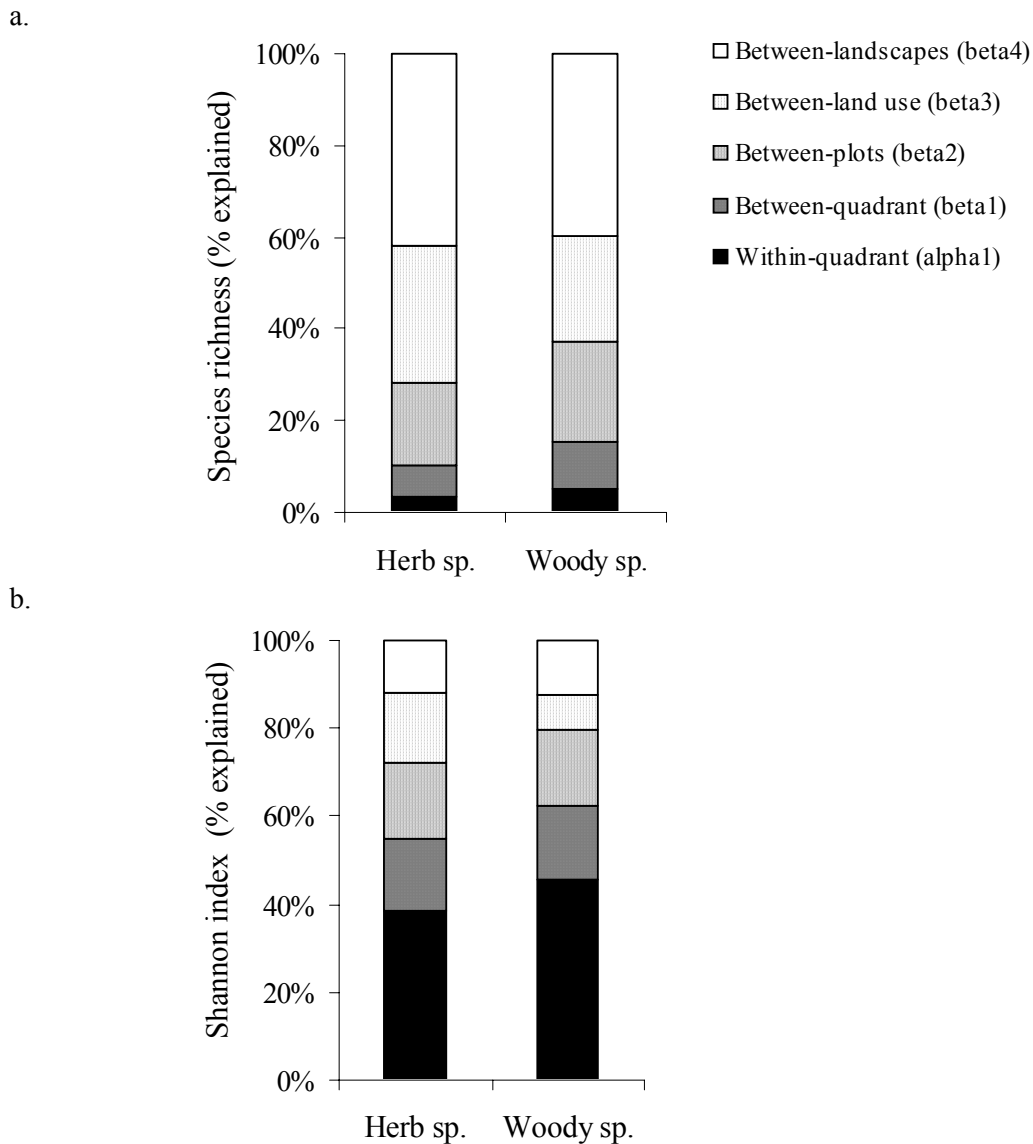 a.
100%
80%
60%
40%
20%
0%
Species richness (% explained)
Herb sp.
Woody sp.
Between-landscapes (beta4)
Between-land use (beta3)
Between-plots (beta2)
Between-quadrant (beta1)
Within-quadrant (alpha1)
b.
100%
80%
60%
40%
20%
0%
Shannon index (% explained)
Herb sp.
Woody sp.